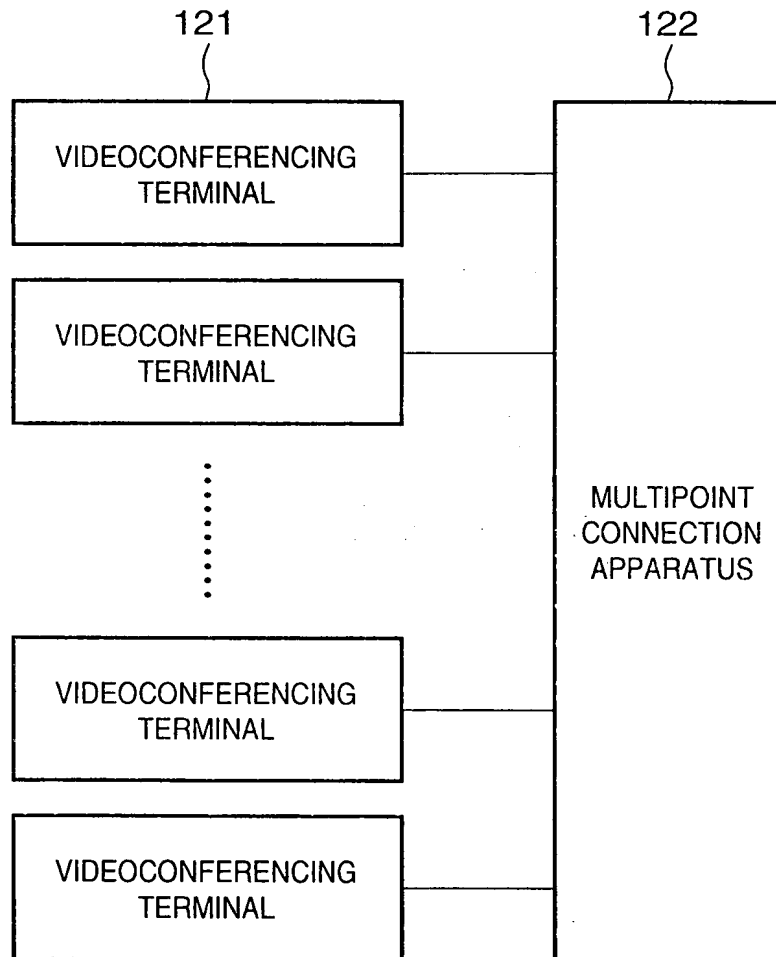 121
122
VIDEOCONFERENCING
TERMINAL
VIDEOCONFERENCING
TERMINAL
MULTIPOINT
CONNECTION
APPARATUS
VIDEOCONFERENCING
TERMINAL
VIDEOCONFERENCING
TERMINAL